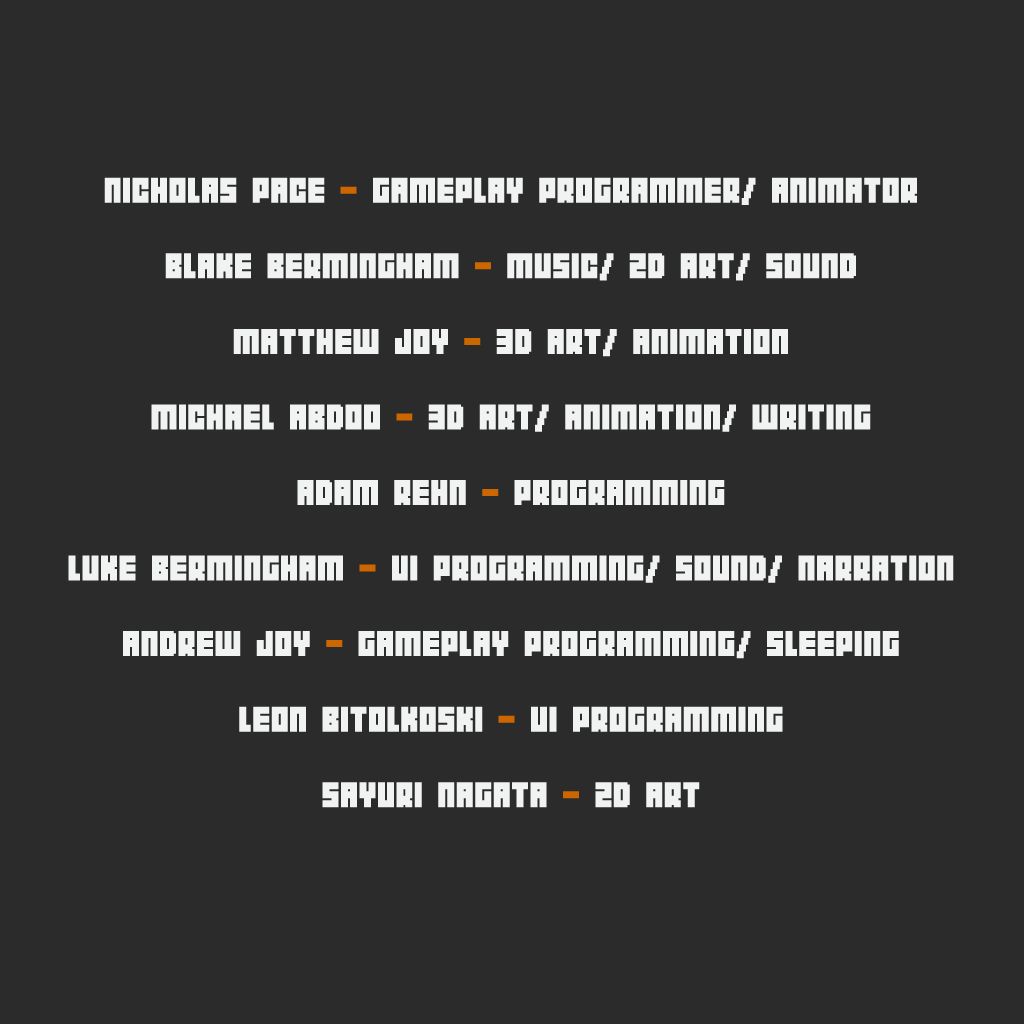 NICHOLAS PACE - GAMEPLAY PROGRAMMER/ ANIMATOR
BLAKE BERMINGHAM - MUSIC/ 2D ART/ SOUND
MATTHEW JOY - 3D ART/ ANIMATION
MICHAEL ABDOO - 3D ART/ ANIMATION/ WRITING
ADAM REHN - PROGRAMMING
LUKE BERMINGHAM - UI PROGRAMMING/ SOUND/ NARRATION
ANDREW JOY - GAMEPLAY PROGRAMMING/ SLEEPING
LEON BITOLKOSKI - UI PROGRAMMING
SAYURI NAGATA - 2D ART